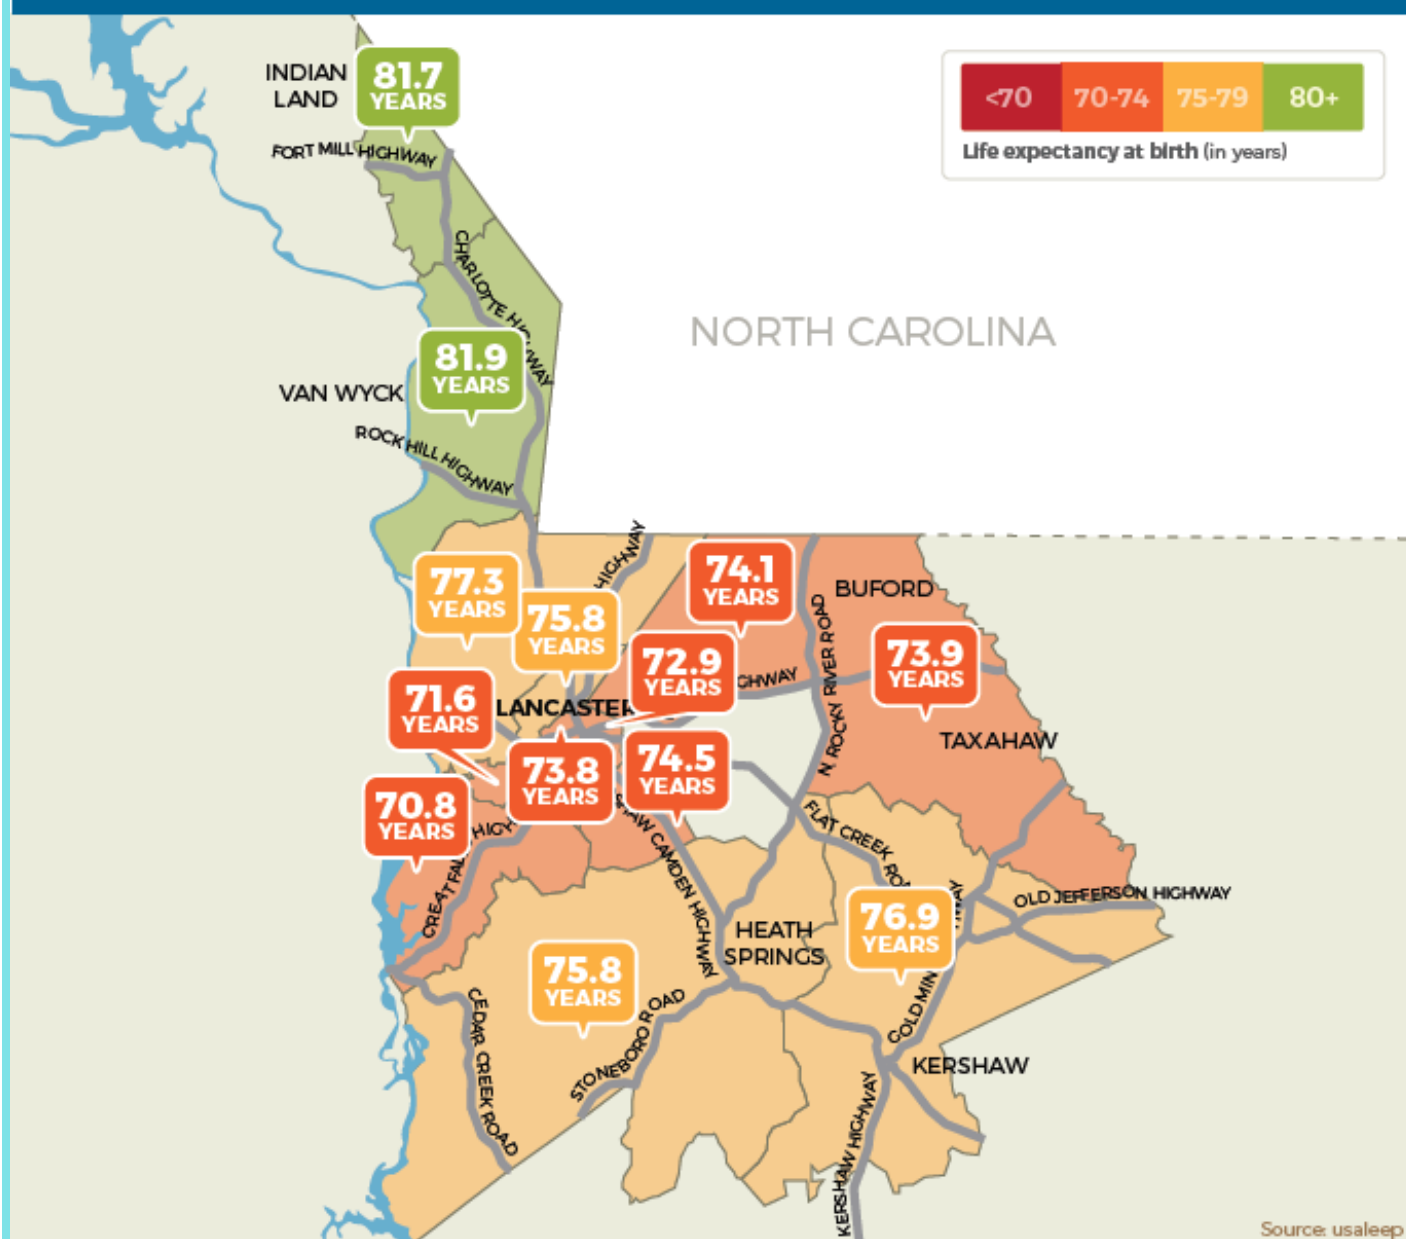 INDIAN
LAND
81.7
YEARS
<70
70-74
75-79
80+
Life expectancy at birth (in years)
FORT MILL HIGHWAY
CHARLOTTE HIGHWAY
NORTH CAROLINA
81.9
YEARS
VAN WYCK
ROCK HILL HIGHWAY
HIGHWAY
77.3
YEARS
75.8
YEARS
74.1
YEARS
BUFORD
N. ROCKY RIVER ROAD
72.9
YEARS
73.9
YEARS
71.6
YEARS
LANCASTER
TAXAHAW
73.8
YEARS
74.5
YEARS
70.8
YEARS
CAMDEN HIGHWAY
FLAT CREEK
OLD JEFFERSON HIGHWAY
HEATH
SPRINGS
76.9
YEARS
75.8
YEARS
STONEBORO ROAD
CEDAR CREEK ROAD
KERSHAW
KERSHAW HIGHWAY
Source: usaleep